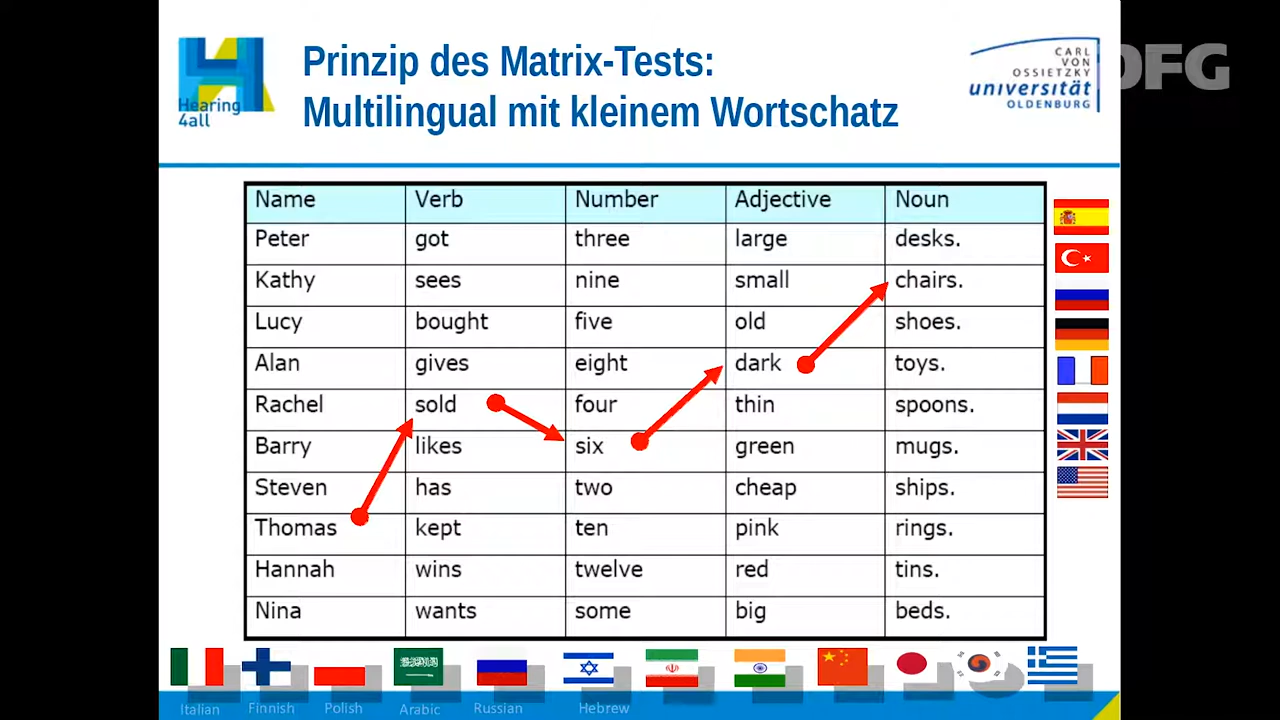 Prinzip des Matrix-Tests:
Multilingual mit kleinem Wortschatz
Hearing
4all
CARL
VON
OSSIETZKY
universität
OLDENBURG
DFG
Name Verb Number Adjective Noun
Peter got three large desks.
Kathy sees nine small chairs.
Lucy bought five old shoes.
Alan gives eight dark toys.
Rachel sold four thin spoons.
Barry likes six green mugs.
Steven has two cheap ships.
Thomas kept ten pink rings.
Hannah wins twelve red tins.
Nina wants some big beds.
Italian Finnish Polish Arabic Russian Hebrew